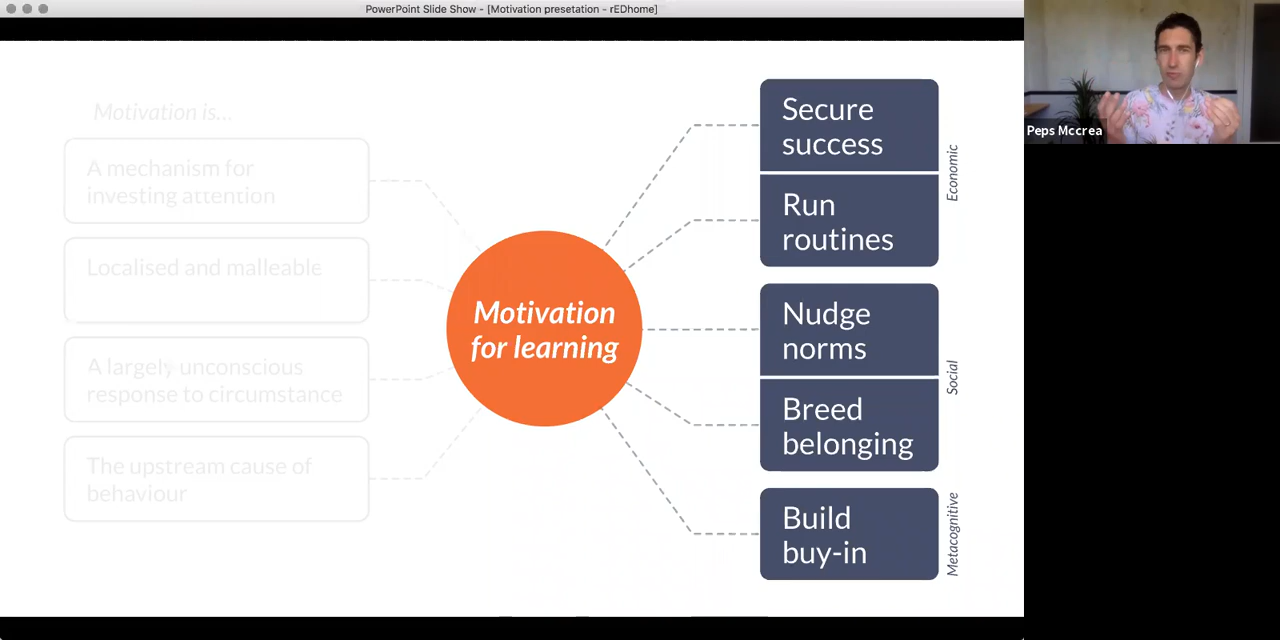 PowerPoint Slide Show - [Motivation presetation - rEDhome]
Motivation is...
A mechanism for
investing attention
Localised and malleable
A largely unconscious
response to circumstance
The upstream cause of
behaviour
Motivation
for learning
Secure
success
Run
routines
Economic
Nudge
norms
Breed
belonging
Social
Build
buy-in
Metacognitive
Peps Mccrea